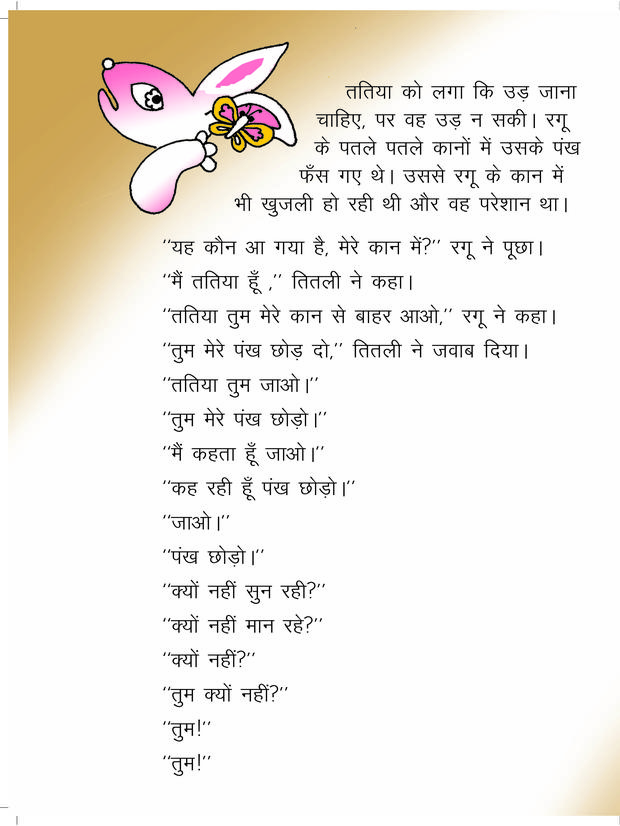 ततिया को लगा कि उड़ जाना
चाहिए, पर वह उड़ न सकी। रगू
के पतले पतले कानों में उसके पंख
फँस गए थे। उससे रगू के कान में
भी खुजली हो रही थी और वह परेशान था।
‘‘यह कौन आ गया है, मेरे कान में?’’ रगू ने पूछा।
‘‘मैं ततिया हूँ ,’’ तितली ने कहा।
‘‘ततिया तुम मेरे कान से बाहर आओ,’’ रगू ने कहा।
‘‘तुम मेरे पंख छोड़ दो,’’ तितली ने जवाब दिया।
‘‘ततिया तुम जाओ।’’
‘‘तुम मेरे पंख छोड़ो।’’
‘‘मैं कहता हूँ जाओ।’’
‘‘कह रही हूँ पंख छोड़ो।’’
‘‘जाओ।’’
‘‘पंख छोड़ो।’’
‘‘क्यों नहीं सुन रही?’’
‘‘क्यों नहीं मान रहे?’’
‘‘क्यों नहीं?’’
‘‘तुम क्यों नहीं?’’
‘‘तुम!’’
‘‘तुम!’’